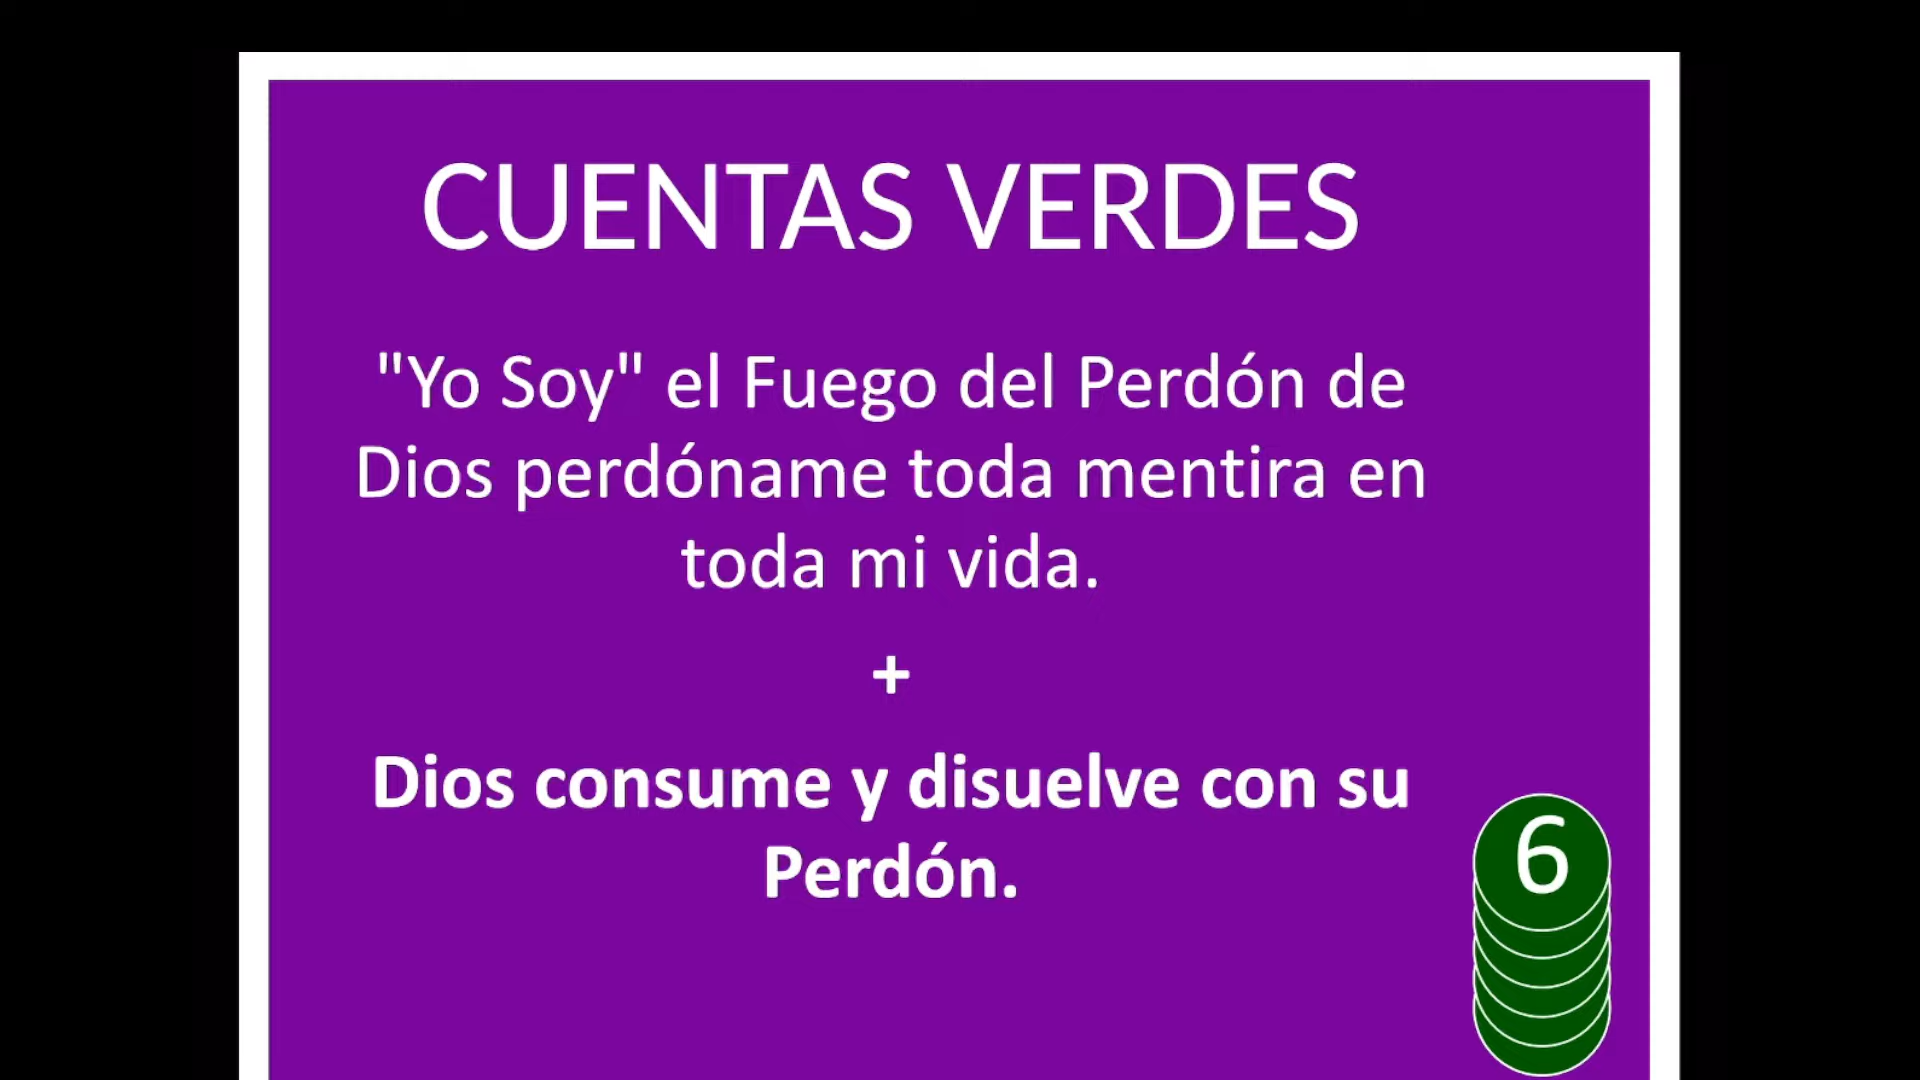 CUENTAS VERDES
"Yo Soy" el Fuego del Perdón de
Dios perdóname toda mentira en
toda mi vida.
+
Dios consume y disuelve con su
Perdón.
6